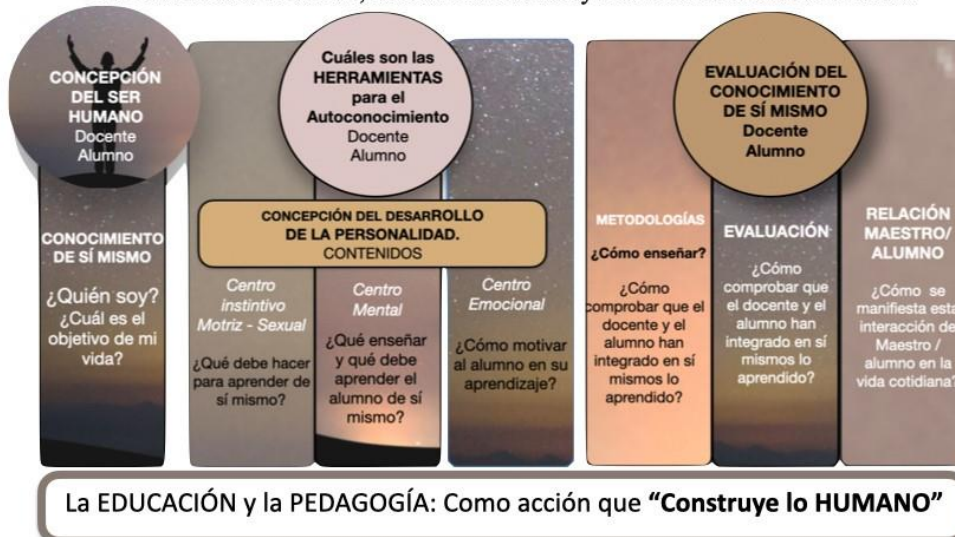 CONCEPCIÓN
DEL SER
HUMANO
Docente
Alumno
CONOCIMIENTO
DE SÍ MISMO
¿Quién soy?
¿Cuál es el
objetivo de mi
vida?
Cuáles son las
HERRAMIENTAS
para el
Autoconocimiento
Docente
Alumno
CONCEPCIÓN DEL DESARROLLO
DE LA PERSONALIDAD.
CONTENIDOS
Centro
instintivo
Motriz - Sexual
¿Qué debe hacer
para aprender de
sí mismo?
Centro
Mental
¿Qué enseñar
y qué debe
aprender el
alumno de sí
mismo?
Centro
Emocional
¿Cómo motivar
al alumno en su
aprendizaje?
EVALUACIÓN DEL
CONOCIMIENTO
DE SÍ MISMO
Docente
Alumno
METODOLOGÍAS
¿Cómo enseñar?
¿Cómo
comprobar que el
docente y el
alumno han
integrado en sí
mismos lo
aprendido?
EVALUACIÓN
¿Cómo
comprobar que
el docente y el
alumno han
integrado en sí
mismos lo
aprendido?
RELACIÓN
MAESTRO/
ALUMNO
¿Cómo se
manifiesta esta
interacción de
Maestro /
alumno en la
vida cotidiana?
La EDUCACIÓN y la PEDAGOGÍA: Como acción que "Construye lo HUMANO"